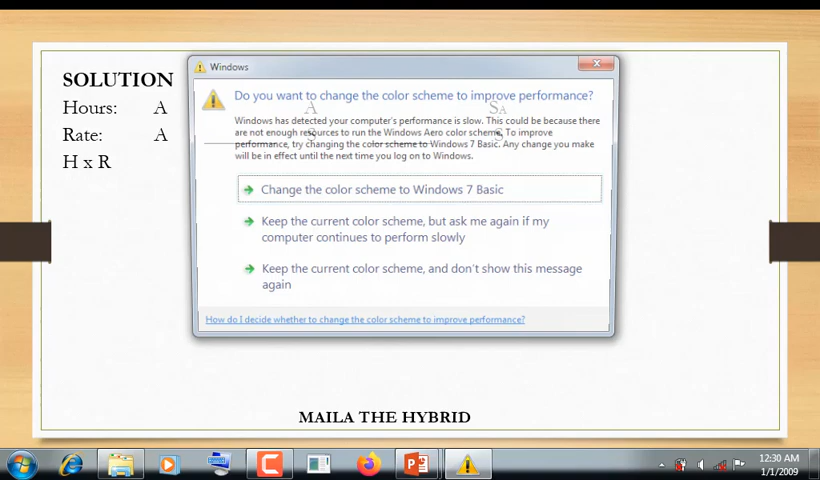 Windows
SOLUTION
Do you want to change the color scheme to improve performance?
Hours: A A SA
Windows has detected your computer's performance is slow. This could be because there
Rate: A S S
are not enough resources to run the Windows Aero color scheme. To improve
performance, try changing the color scheme to Windows 7 Basic. Any change you make
will be in effect until the next time you log on to Windows.
H x R
Change the color scheme to Windows 7 Basic
Keep the current color scheme, but ask me again if my
computer continues to perform slowly
Keep the current color scheme, and don't show this message
again
How do I decide whether to change the color scheme to improve performance?
MAILA THE HYBRID
12:30 AM
1/1/2009